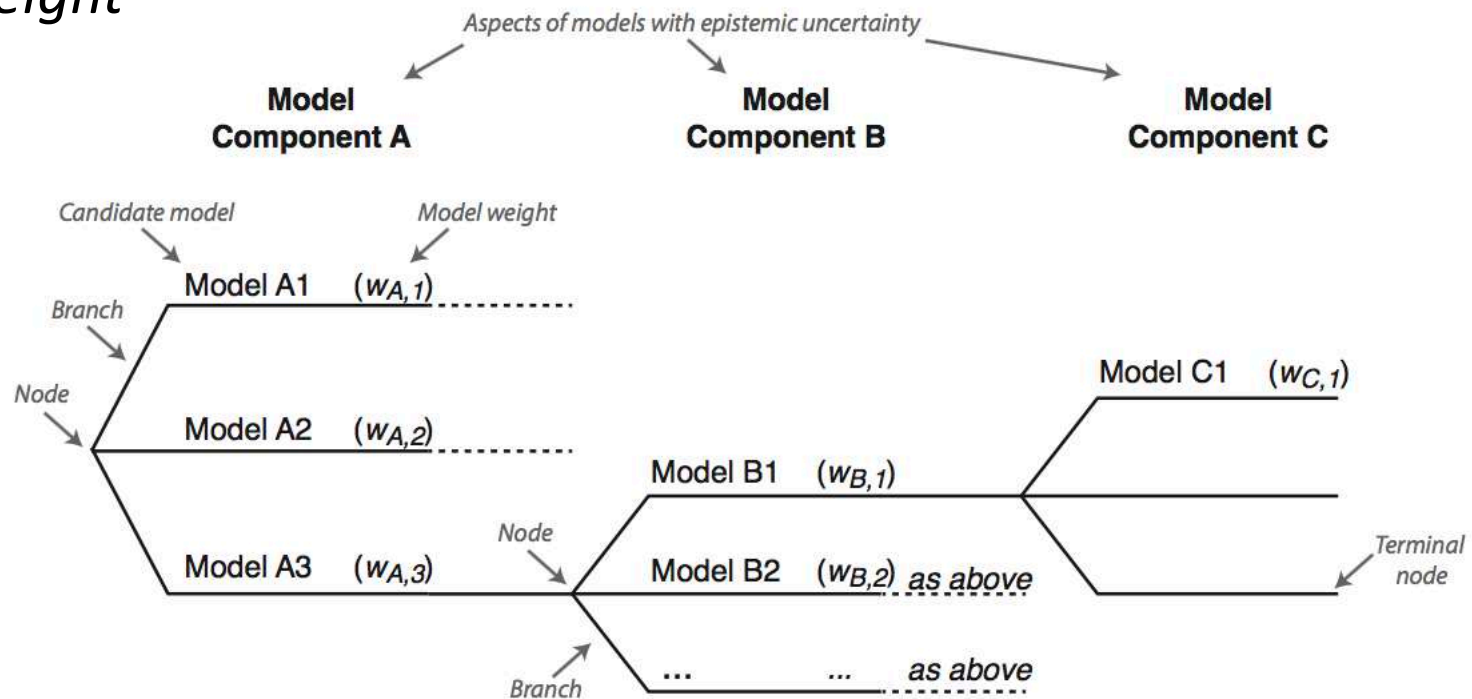 Aspects of models with epistemic uncertainty
Model Component A
Model Component B
Model Component C
Candidate model
Model weight
Model A1 (wA,1)
Branch
Node
Model C1 (wC,1)
Model A2 (wA,2)
Model B1 (wB,1)
Node
Model A3 (wA,3)
Model B2 (wB,2) as above
Terminal node
... ... as above
Branch